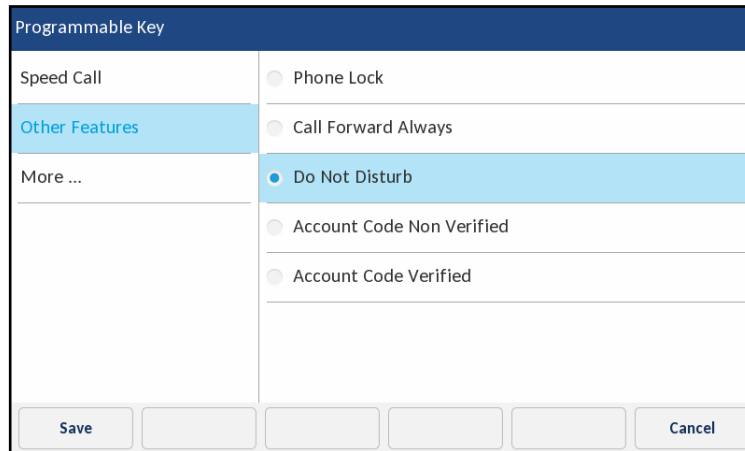 Programmable Key
Speed Call
Other Features
More ...
Phone Lock
Call Forward Always
Do Not Disturb
Account Code Non Verified
Account Code Verified
Save
Cancel